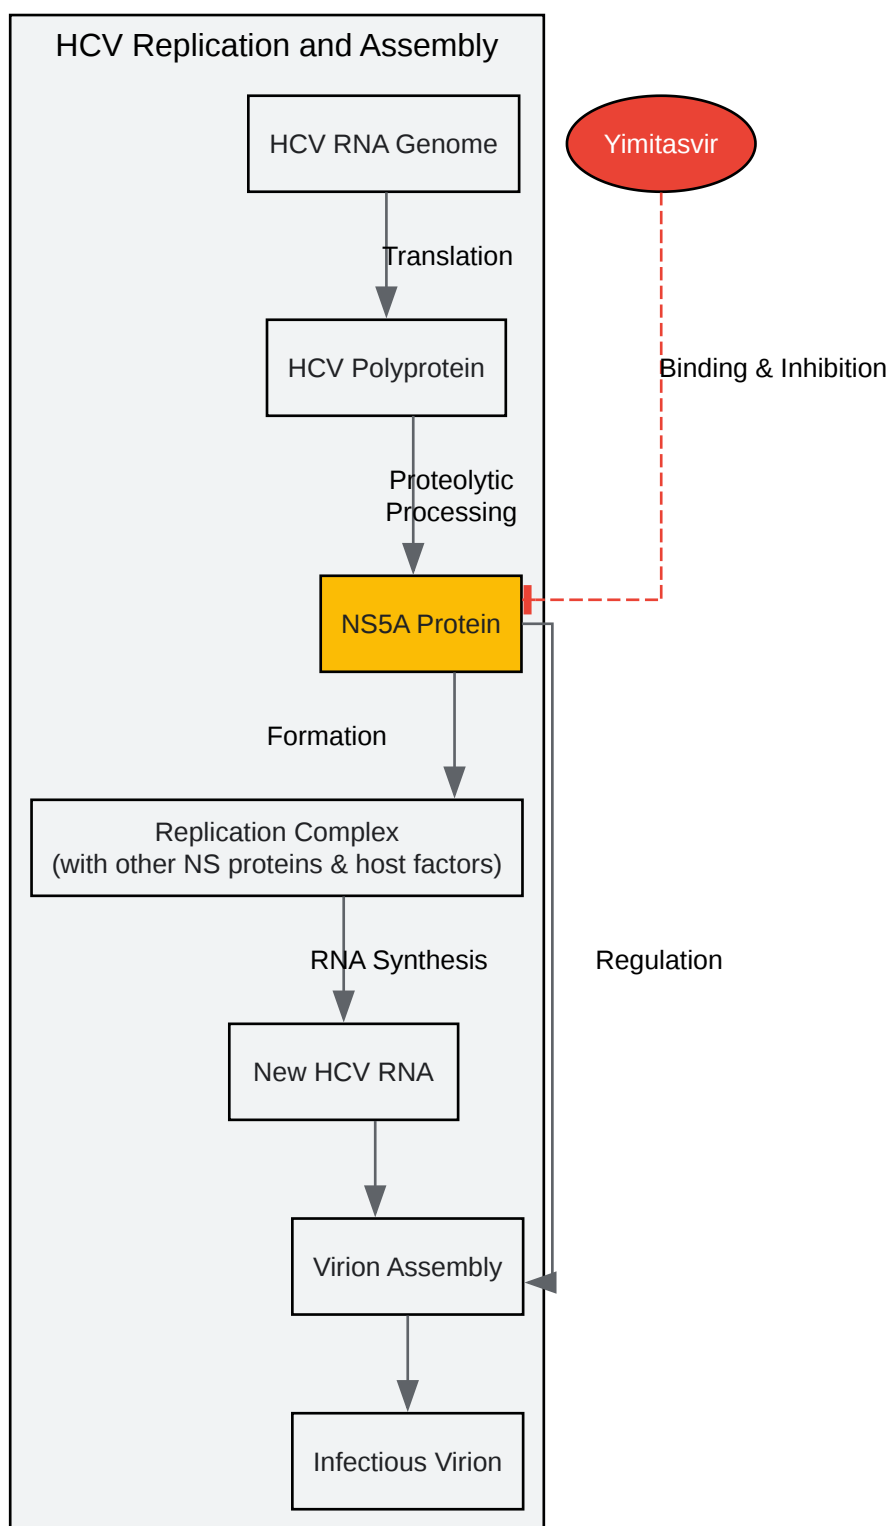 HCV Replication and Assembly
HCV RNA Genome
Yimitasvir
Translation
HCV Polyprotein
Binding & Inhibition
Proteolytic
Processing
NS5A Protein
Formation
Replication Complex
(with other NS proteins & host factors)
RNA Synthesis
Regulation
New HCV RNA
Virion Assembly
Infectious Virion